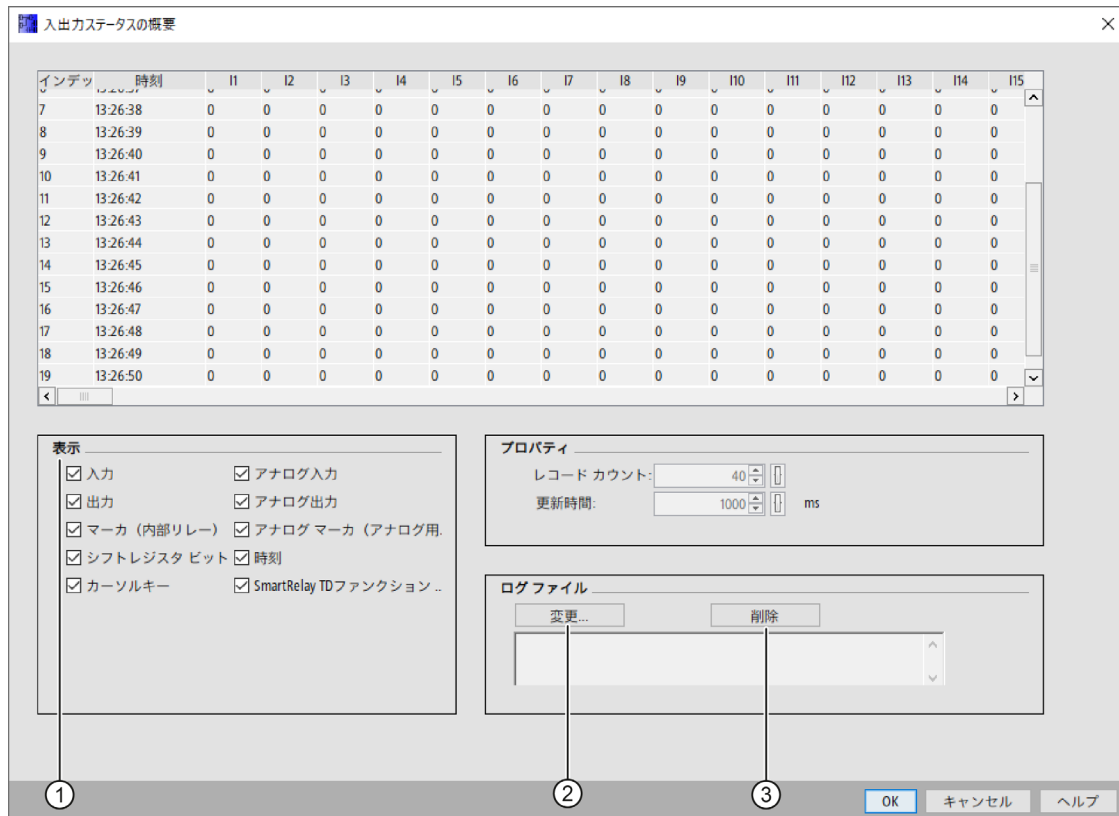 入出力ステータスの概要
インデッ 時刻 I1 I2 I3 I4 I5 I6 I7 I8 I9 I10 I11 I12 I13 I14 I15
7 13:26:38 0 0 0 0 0 0 0 0 0 0 0 0 0 0 0
8 13:26:39 0 0 0 0 0 0 0 0 0 0 0 0 0 0 0
9 13:26:40 0 0 0 0 0 0 0 0 0 0 0 0 0 0 0
10 13:26:41 0 0 0 0 0 0 0 0 0 0 0 0 0 0 0
11 13:26:42 0 0 0 0 0 0 0 0 0 0 0 0 0 0 0
12 13:26:43 0 0 0 0 0 0 0 0 0 0 0 0 0 0 0
13 13:26:44 0 0 0 0 0 0 0 0 0 0 0 0 0 0 0
14 13:26:45 0 0 0 0 0 0 0 0 0 0 0 0 0 0 0
15 13:26:46 0 0 0 0 0 0 0 0 0 0 0 0 0 0 0
16 13:26:47 0 0 0 0 0 0 0 0 0 0 0 0 0 0 0
17 13:26:48 0 0 0 0 0 0 0 0 0 0 0 0 0 0 0
18 13:26:49 0 0 0 0 0 0 0 0 0 0 0 0 0 0 0
19 13:26:50 0 0 0 0 0 0 0 0 0 0 0 0 0 0 0
表示
入力 アナログ入力
出力 アナログ出力
マーカ（内部リレー） アナログ マーカ（アナログ用.
シフトレジスタ ビット 時刻
カーソルキー SmartRelay TDファンクション ..
プロパティ
レコード カウント: 40
更新時間: 1000 ms
ログ ファイル
変更... 削除
1 2 3
OK キャンセル ヘルプ